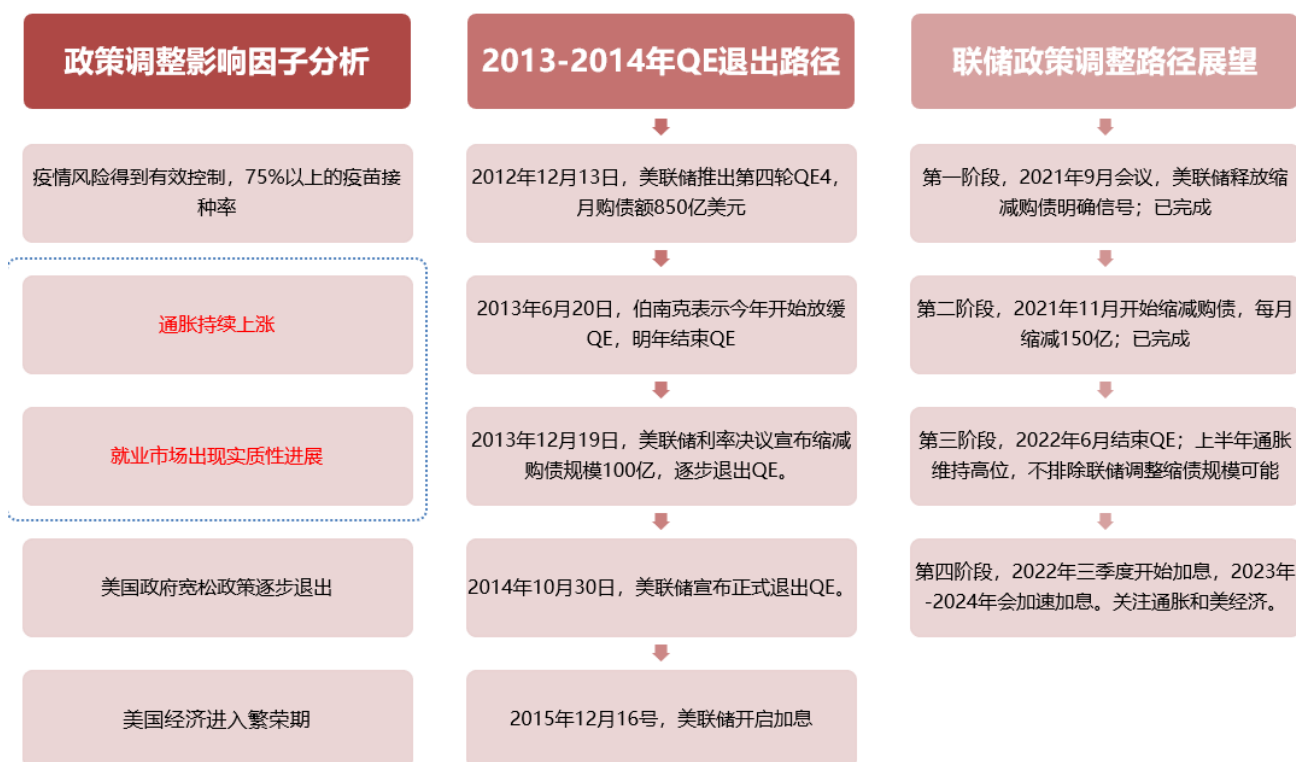 政策调整影响因子分析
疫情风险得到有效控制，75%以上的疫苗接
种率
通胀持续上涨
就业市场出现实质性进展
美国政府宽松政策逐步退出
美国经济进入繁荣期
2013-2014年QE退出路径
2012年12月13日，美联储推出第四轮QE4，
月购债额850亿美元
2013年6月20日，伯南克表示今年开始放缓
QE，明年结束QE
2013年12月19日，美联储利率决议宣布缩减
购债规模100亿，逐步退出QE。
2014年10月30日，美联储宣布正式退出QE。
2015年12月16号，美联储开启加息
联储政策调整路径展望
第一阶段，2021年9月会议，美联储释放缩
减购债明确信号；已完成
第二阶段，2021年11月开始缩减购债，每月
缩减150亿；已完成
第三阶段，2022年6月结束QE；上半年通胀
维持高位，不排除联储调整缩债规模可能
第四阶段，2022年三季度开始加息，2023年
-2024年会加速加息。关注通胀和美经济。